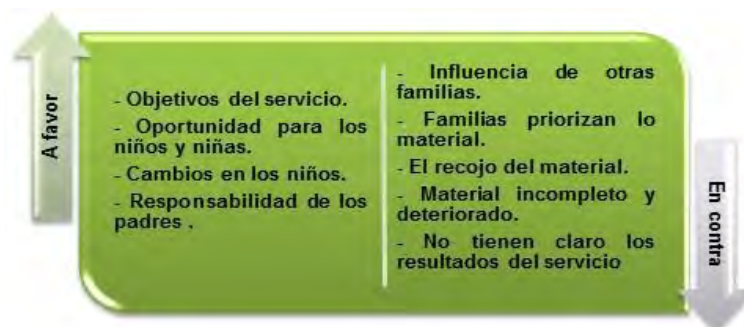 A favor
- Objetivos del servicio.
- Oportunidad para los
niños y niñas.
- Cambios en los niños.
- Responsabilidad de los
padres .
- Influencia de otras
familias.
- Familias priorizan lo
material.
- El recojo del material.
- Material incompleto y
deteriorado.
- No tienen claro los
resultados del servicio
En contra